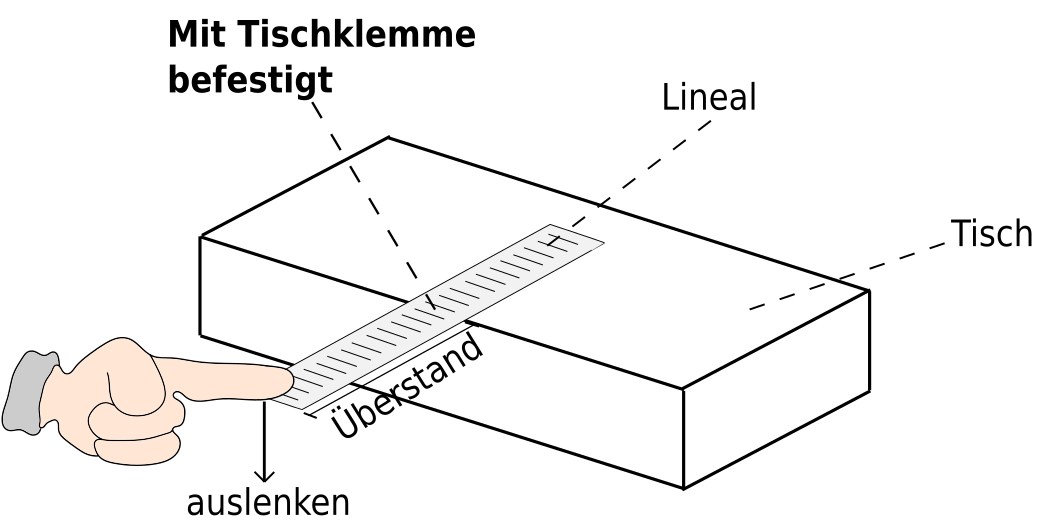 Mit Tischklemme
befestigt
Lineal
Tisch
Überstand
auslenken